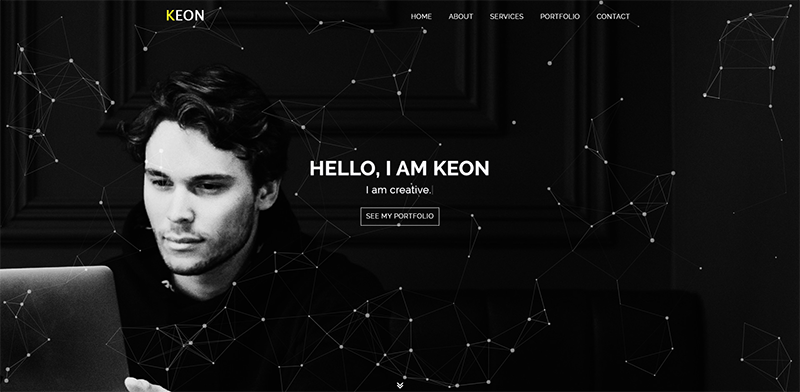 KEON
HOME ABOUT SERVICES PORTFOLIO CONTACT
HELLO, I AM KEON
I am creative.
SEE MY PORTFOLIO